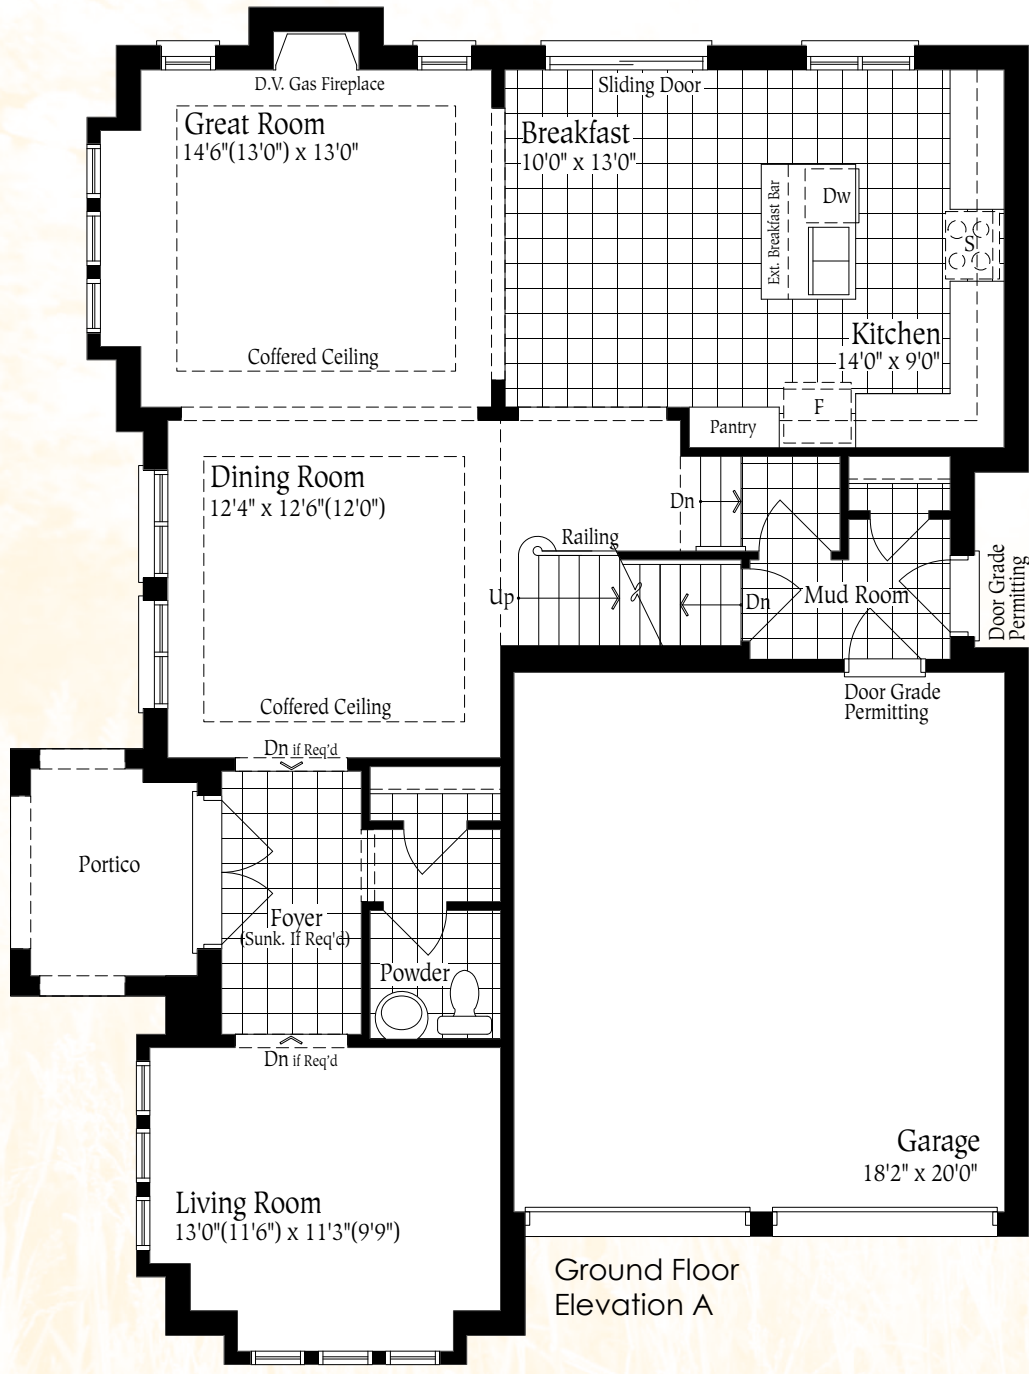 D.V. Gas Fireplace
Sliding Door
Great Room
14'6"(13'0") x 13'0"
Breakfast
10'0" x 13'0"
Ext. Breakfast Bar
Dw
S
Coffered Ceiling
Kitchen
14'0" x 9'0"
F
Pantry
Dining Room
12'4" x 12'6"(12'0")
Dn
Railing
Up
Dn
Mud Room
Door Grade
Permitting
Door Grade
Permitting
Coffered Ceiling
Dn if Req'd
Portico
Foyer
(Sunk. If Req'd)
Powder
Dn if Req'd
Garage
18'2" x 20'0"
Living Room
13'0"(11'6") x 11'3"(9'9")
Ground Floor
Elevation A